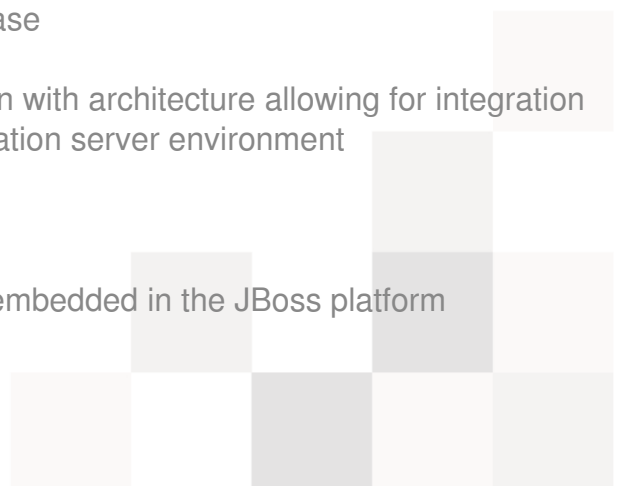 ase
n with architecture allowing for integration
ation server environment
embedded in the JBoss platform